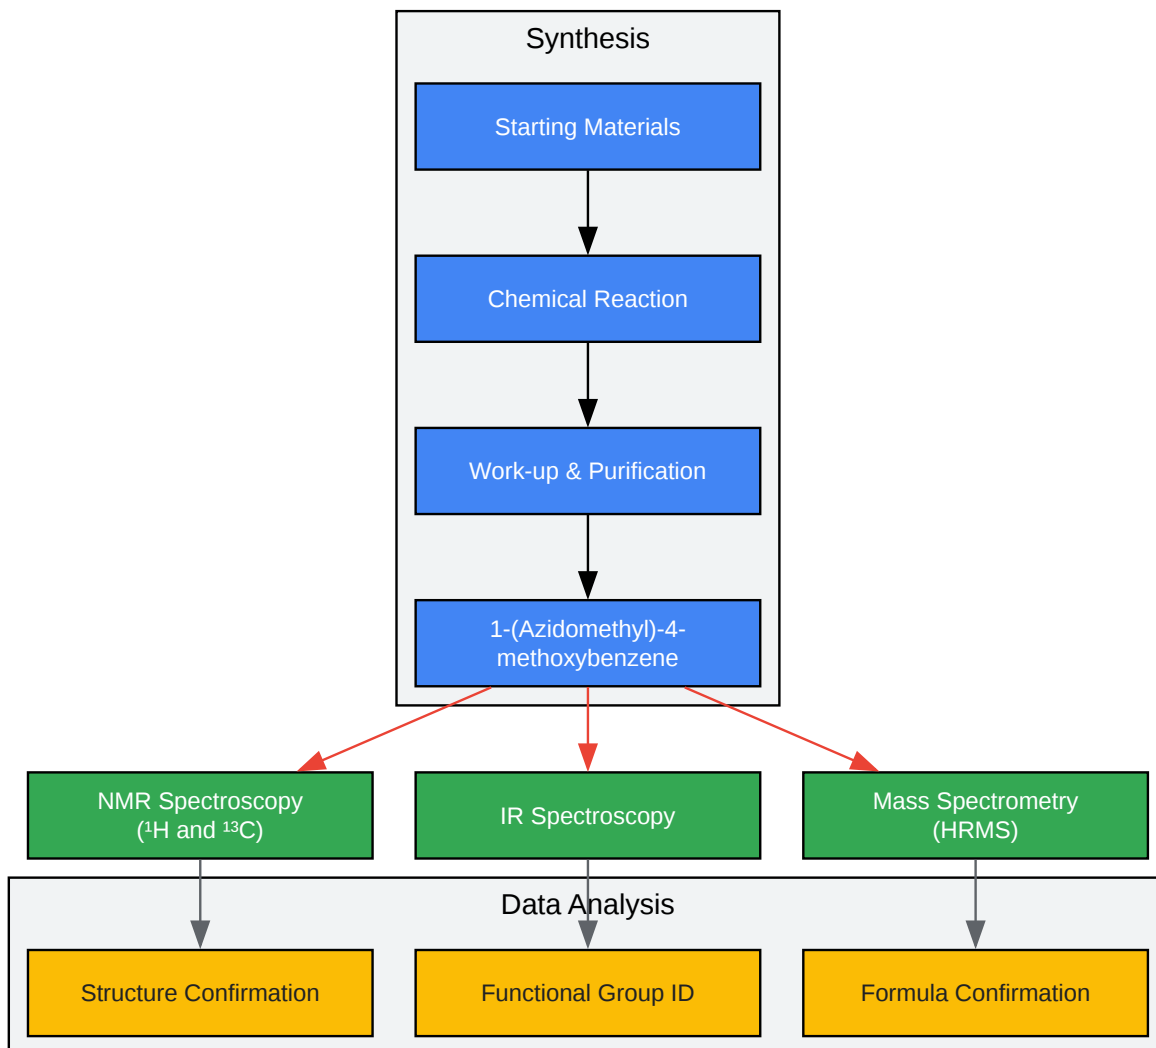 Synthesis
Starting Materials
Chemical Reaction
Work-up & Purification
1-(Azidomethyl)-4-
methoxybenzene
NMR Spectroscopy
(¹H and ¹³C)
IR Spectroscopy
Mass Spectrometry
(HRMS)
Data Analysis
Structure Confirmation
Functional Group ID
Formula Confirmation